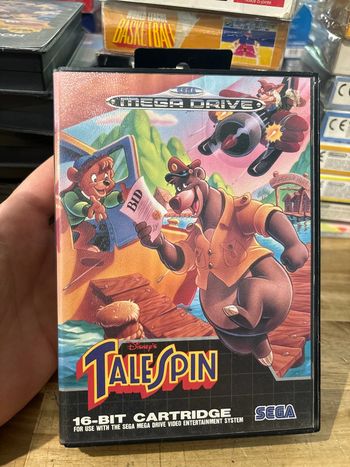 BASKETBALL
SEGA
MEGA DRIVE
BID
Disney's
TALESPIN
16-BIT CARTRIDGE
FOR USE WITH THE SEGA MEGA DRIVE VIDEO ENTERTAINMENT SYSTEM
SEGA